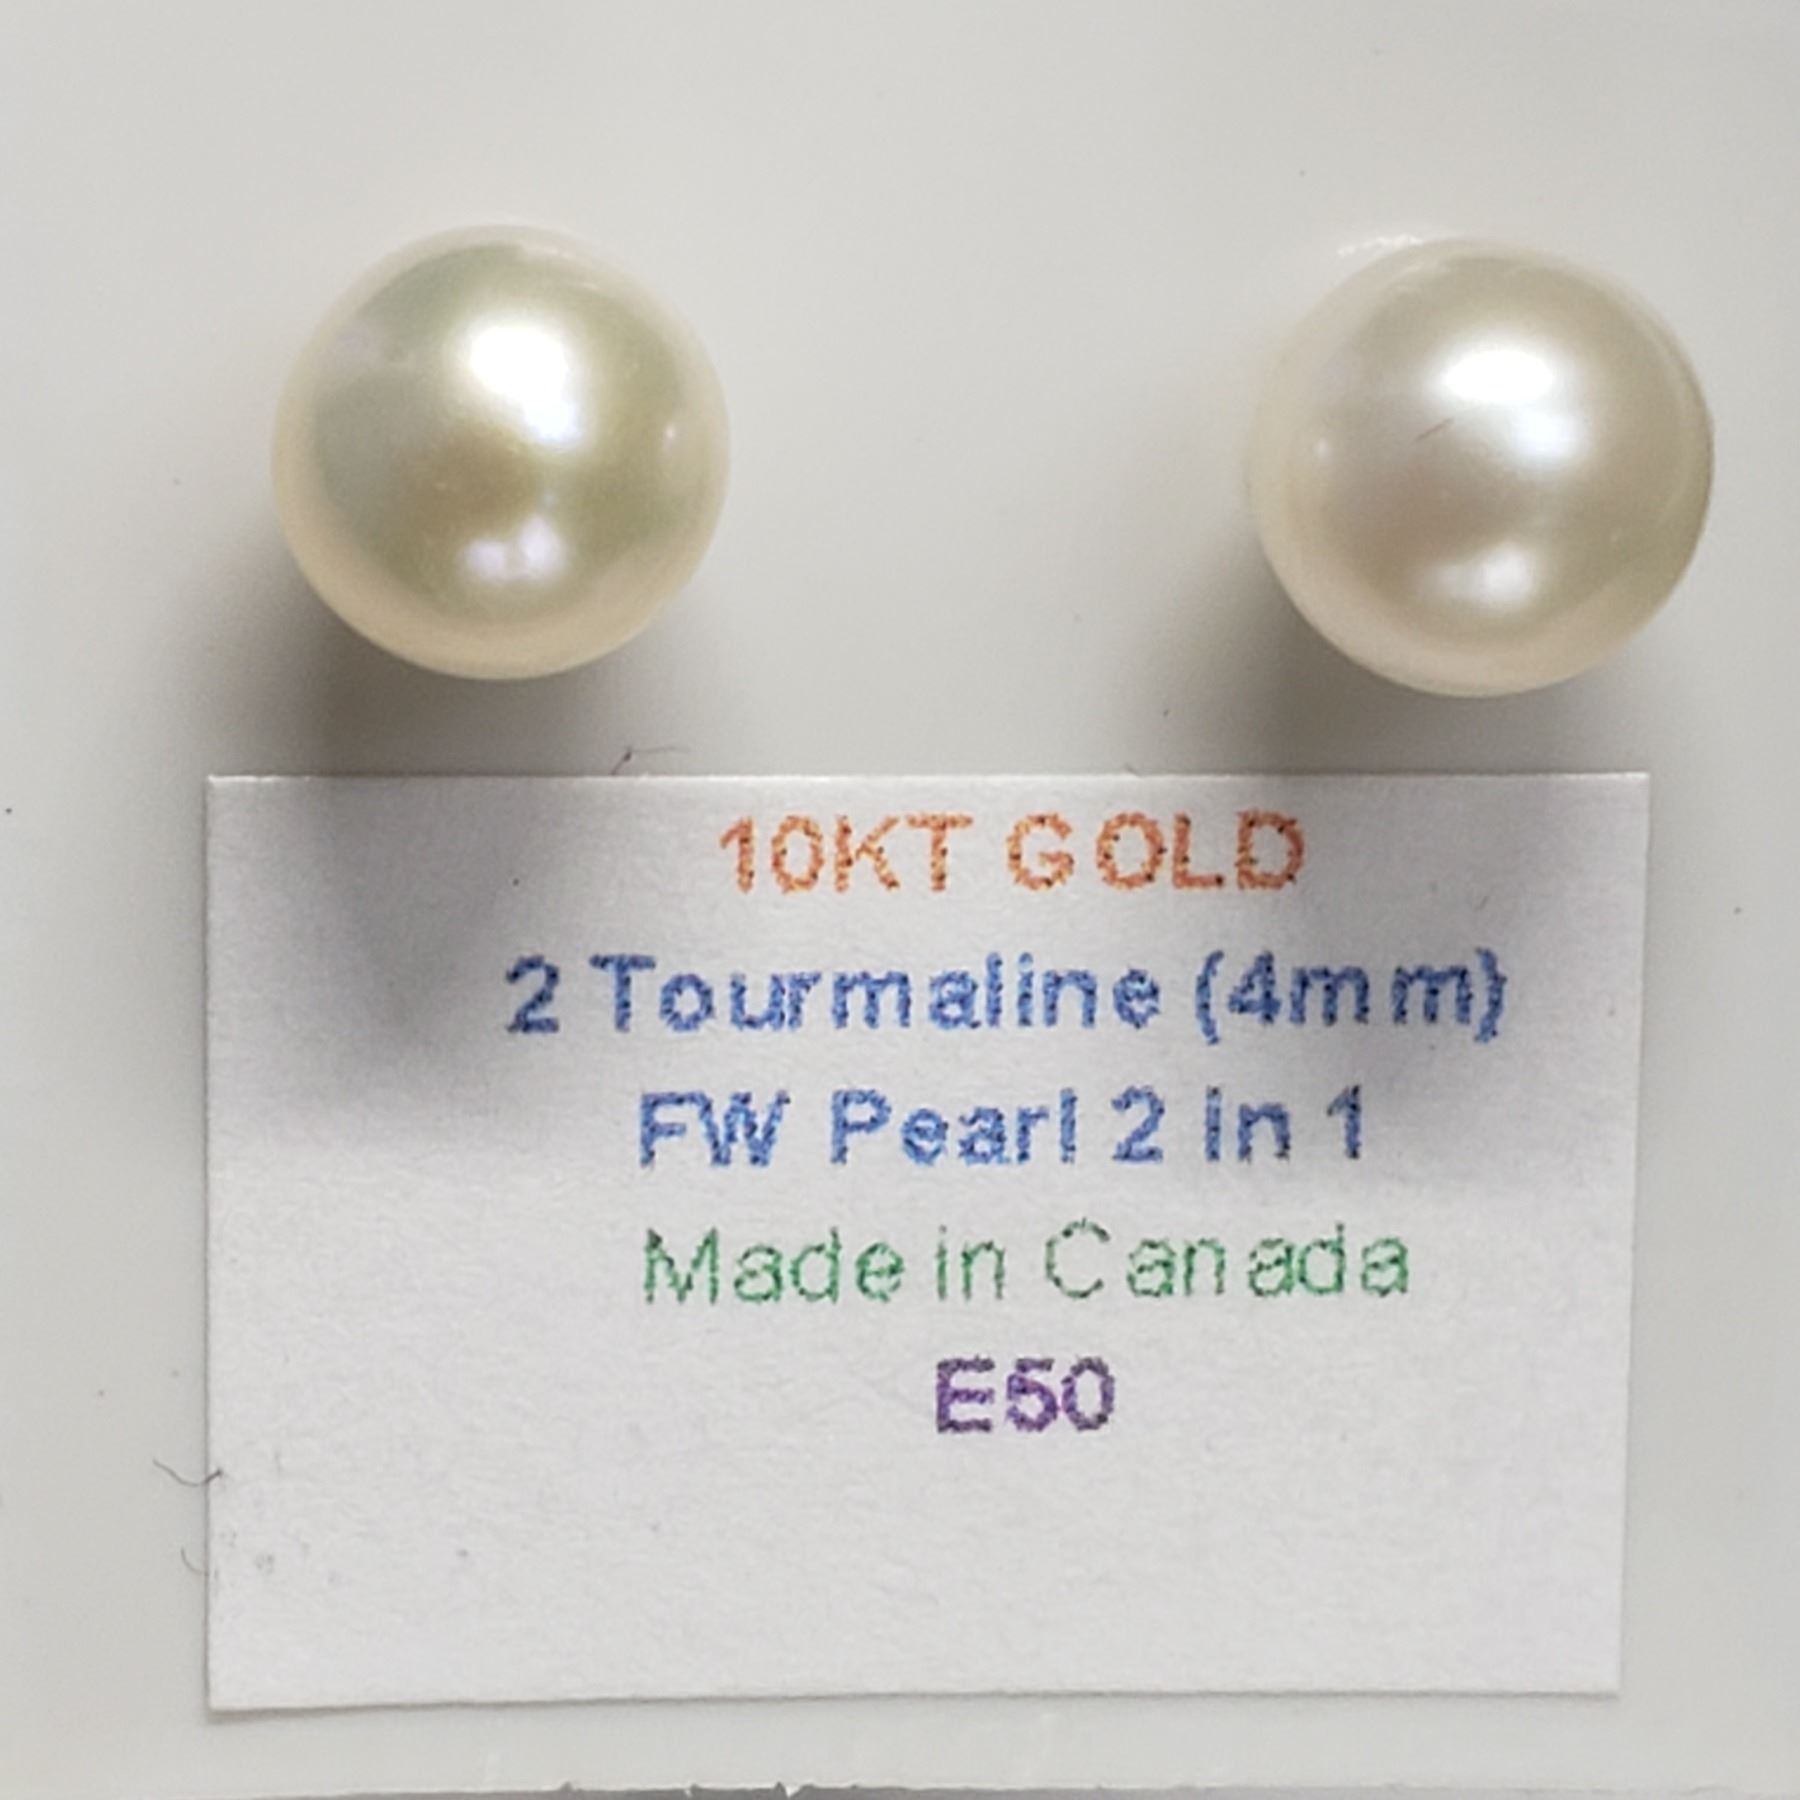 10KT GOLD
2 Tourmaline (4mm)
FW Pearl 2 in 1
Made in Canada
E50